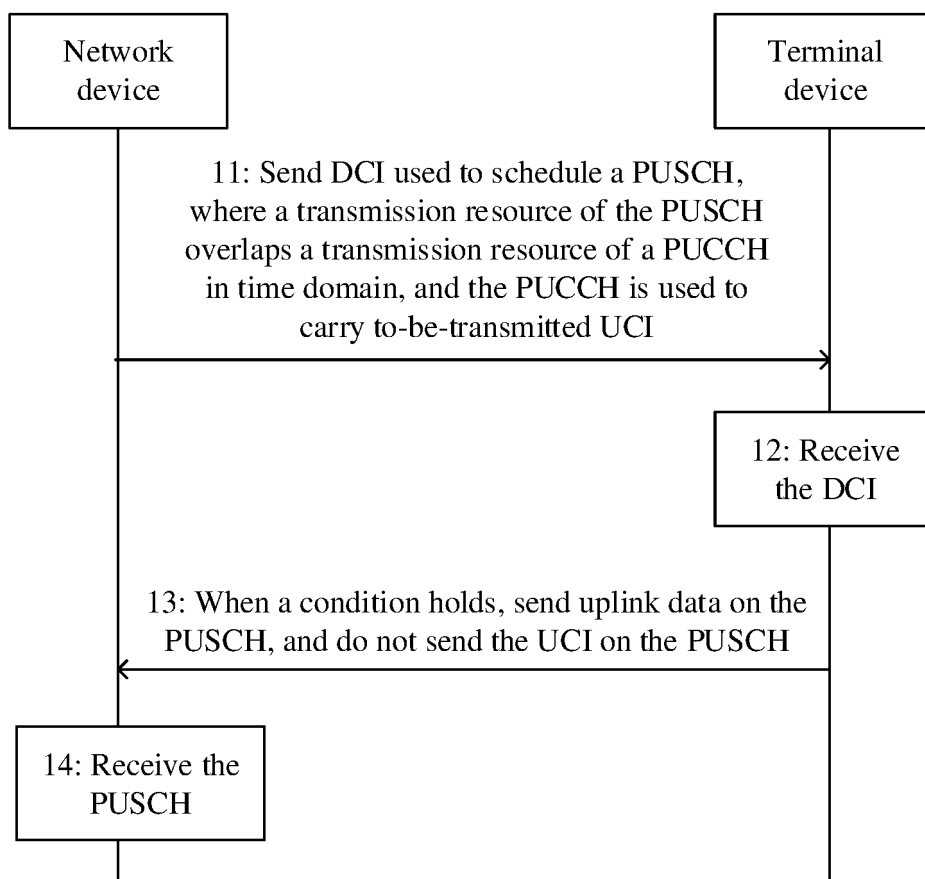 Network
device
Terminal
device
11: Send DCI used to schedule a PUSCH,
where a transmission resource of the PUSCH
overlaps a transmission resource of a PUCCH
in time domain, and the PUCCH is used to
carry to-be-transmitted UCI
12: Receive
the DCI
13: When a condition holds, send uplink data on the
PUSCH, and do not send the UCI on the PUSCH
14: Receive the
PUSCH